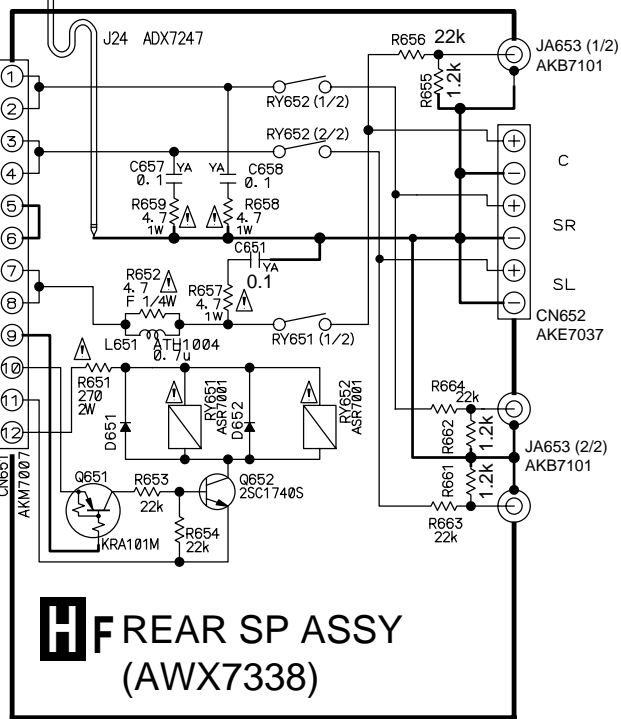 J24 ADX7247
R656 22k
R655 1.2k
JA653 (1/2)
AKB7101
1
2
3
4
5
6
7
8
9
10
11
12
RY652 (1/2)
RY652 (2/2)
C657 YA
0.1
YA C658
0.1
R659
4.7
1W
R658
4.7
1W
C651
YA
0.1
R652
4.7
F 1/4W
R657
4.7
1W
L651 ATH1004
0.7u
RY651 (1/2)
+
C
−
+
SR
−
+
SL
−
CN652
AKE7037
R651
270
2W
D651
RY651
ASR7001
D652
RY652
ASR7001
R664
22k
R662
1.2k
R661
1.2k
R663
22k
JA653 (2/2)
AKB7101
CN651
AKM7007
Q651
R653
22k
Q652
2SC1740S
R654
22k
KRA101M
H F REAR SP ASSY
(AWX7338)